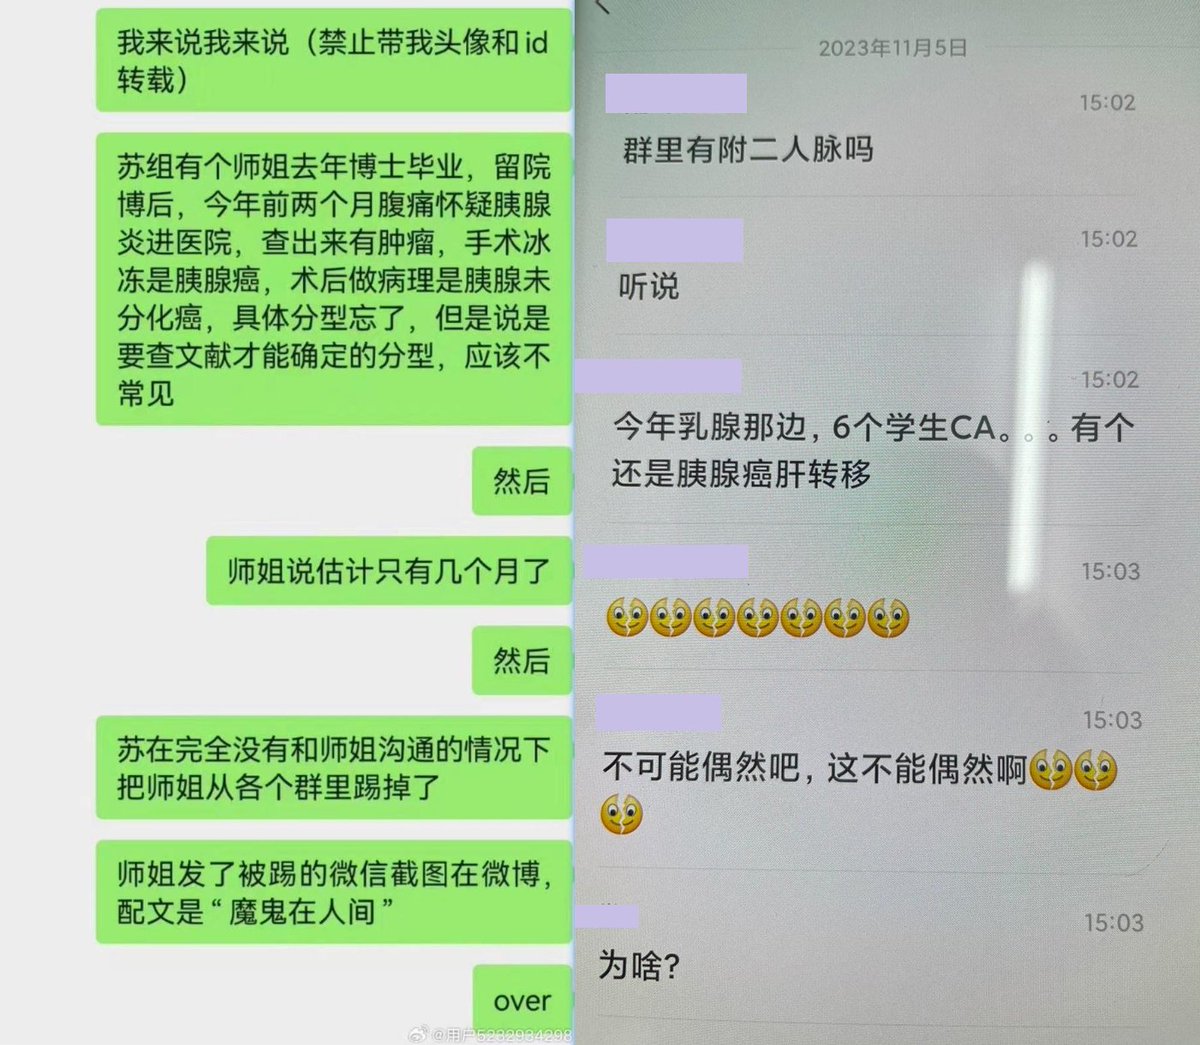 我来说我来说（禁止带我头像和id
转载）
苏组有个师姐去年博士毕业，留院
博后，今年前两个月腹痛怀疑胰腺
炎进医院，查出来有肿瘤，手术冰
冻是胰腺癌，术后做病理是胰腺未
分化癌，具体分型忘了，但是说是
要查文献才能确定的分型，应该不
常见
然后
师姐说估计只有几个月了
然后
苏在完全没有和师姐沟通的情况下
把师姐从各个群里踢掉了
师姐发了被踢的微信截图在微博，
配文是“魔鬼在人间”
over
@用户5232934298
2023年11月5日
15:02
群里有附二人脉吗
15:02
听说
15:02
今年乳腺那边，6个学生CA。。。有个
还是胰腺癌肝转移
15:03
15:03
不可能偶然吧，这不能偶然啊
15:03
为啥?